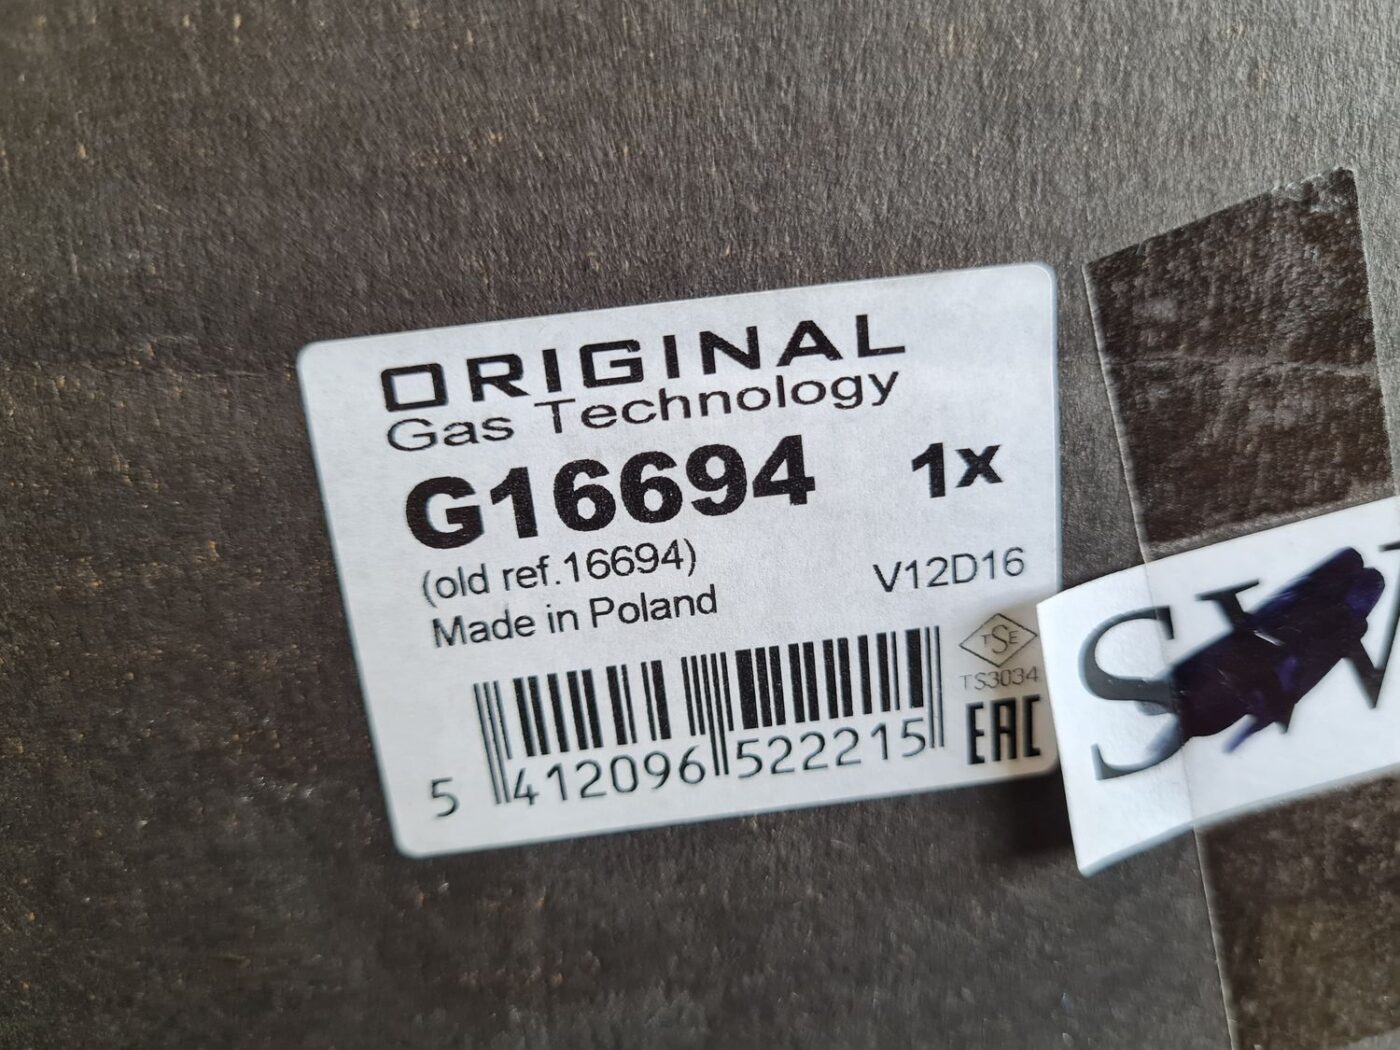 ORIGINAL
Gas Technology
G16694 1x
(old ref.16694)
V12D16
Made in Poland
TSE
TS3034
EAC
5 412096 522215